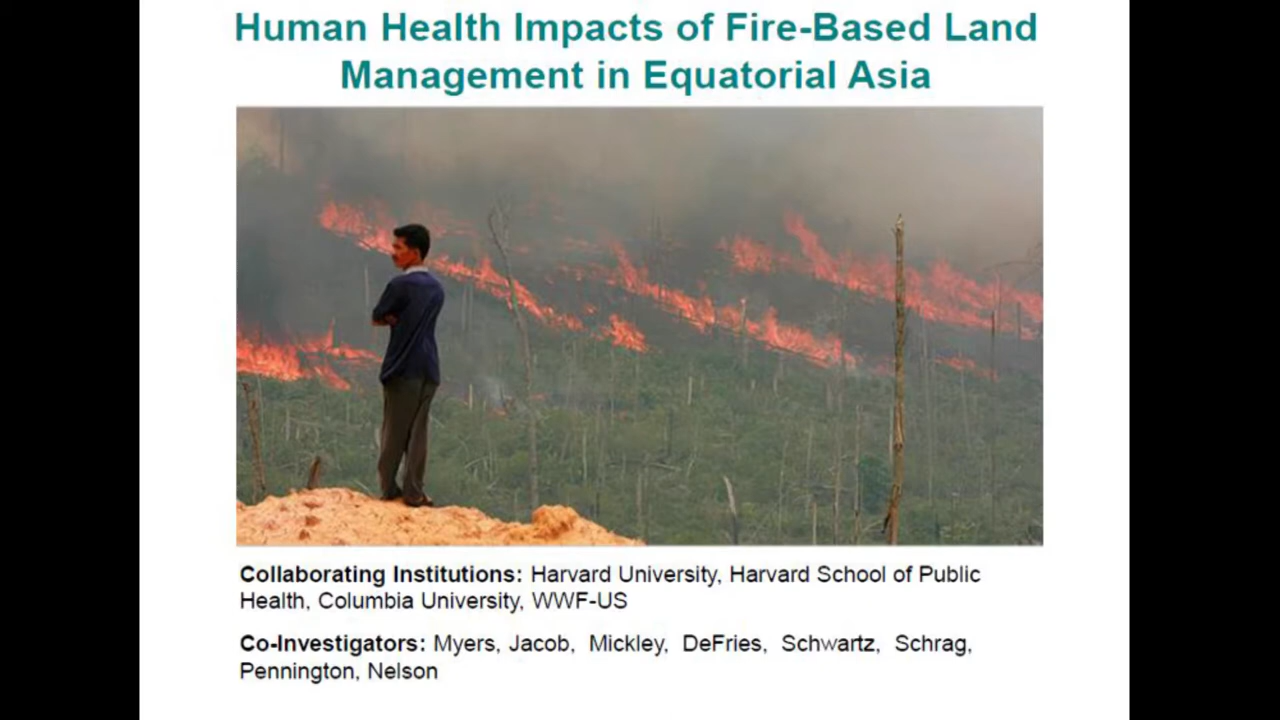 Human Health Impacts of Fire-Based Land
Management in Equatorial Asia
Collaborating Institutions: Harvard University, Harvard School of Public
Health, Columbia University, WWF-US
Co-Investigators: Myers, Jacob, Mickley, DeFries, Schwartz, Schrag,
Pennington, Nelson